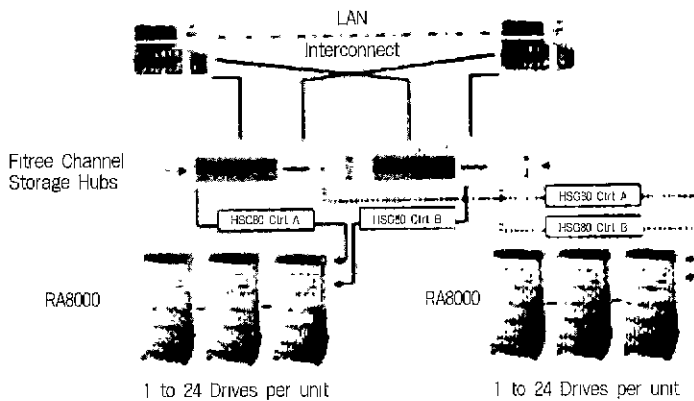 LAN
Interconnect
Fitree Channel
Storage Hubs
HSG80 Ctrl A
HSG80 Ctrl B
HSG80 Ctrl A
HSG80 Ctrl B
RA8000
RA8000
1 to 24 Drives per unit
1 to 24 Drives per unit